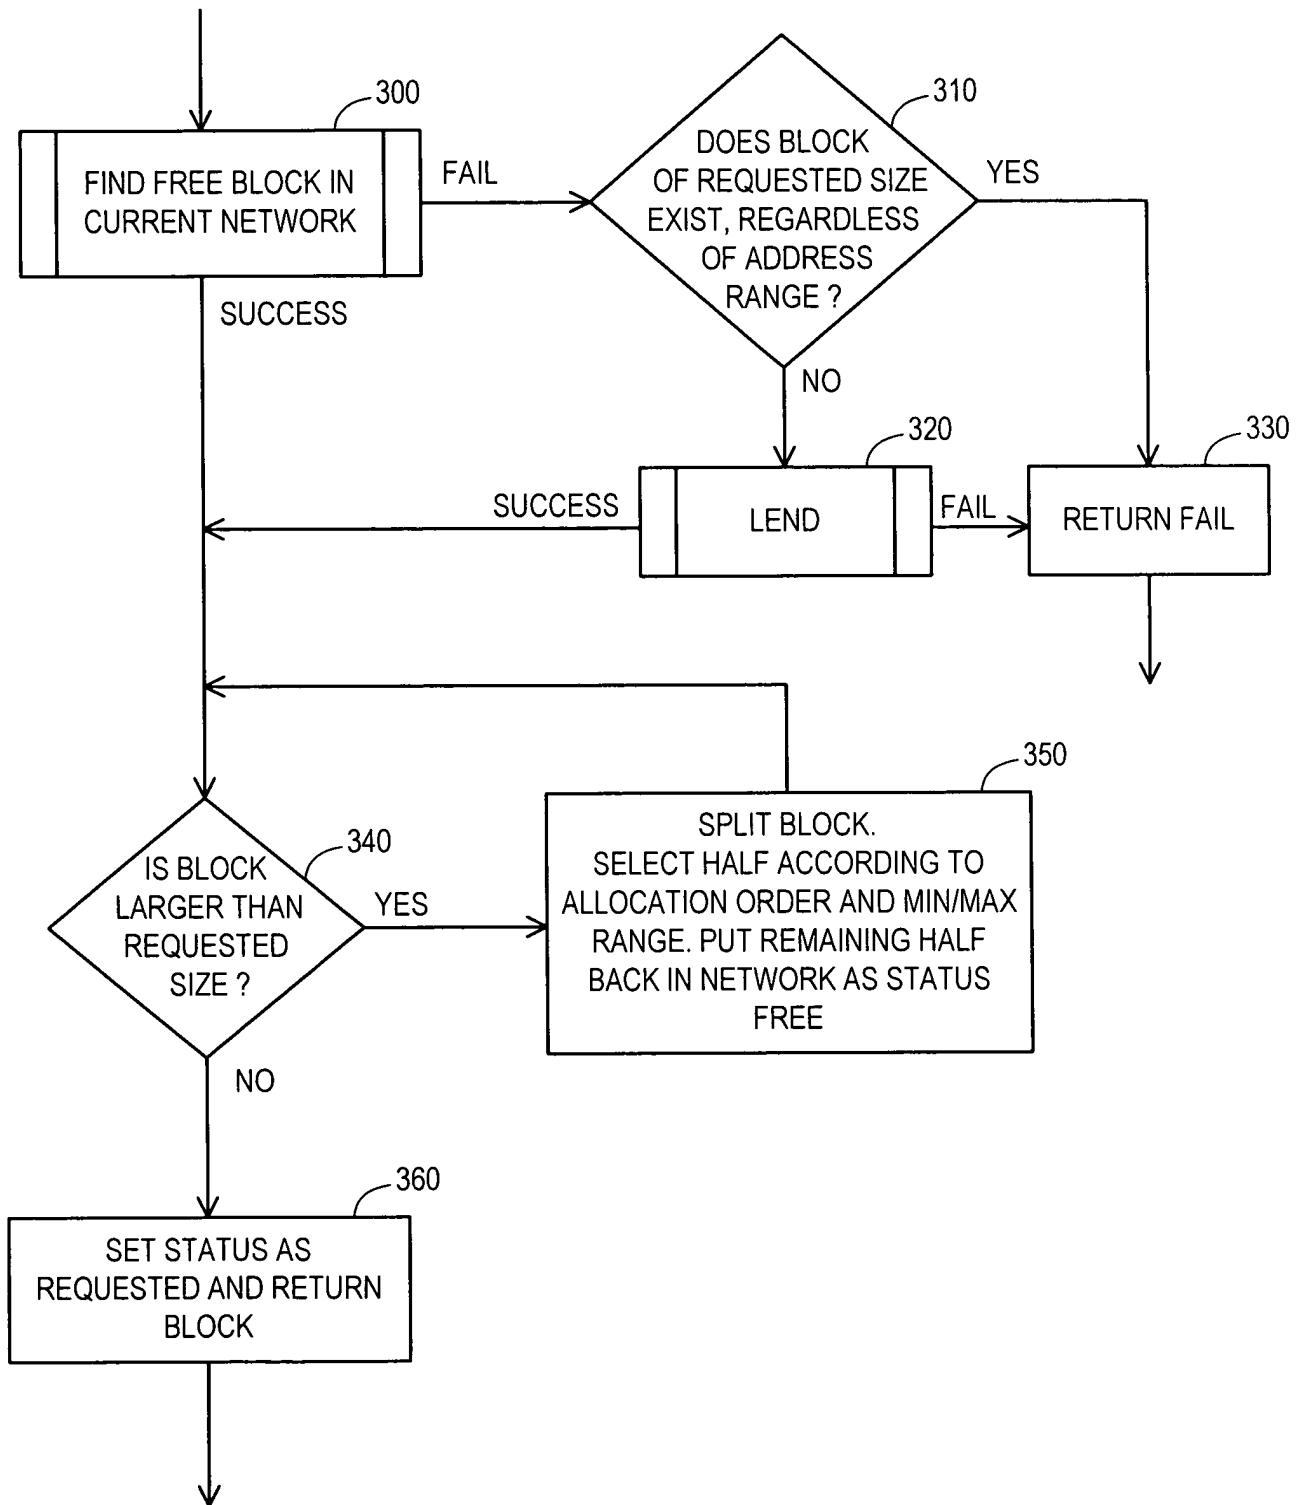 300
FIND FREE BLOCK IN
CURRENT NETWORK
FAIL
SUCCESS
310
DOES BLOCK
OF REQUESTED SIZE
EXIST, REGARDLESS
OF ADDRESS
RANGE ?
YES
NO
320
LEND
SUCCESS
FAIL
330
RETURN FAIL
340
IS BLOCK
LARGER THAN
REQUESTED
SIZE ?
YES
NO
350
SPLIT BLOCK.
SELECT HALF ACCORDING TO
ALLOCATION ORDER AND MIN/MAX
RANGE. PUT REMAINING HALF
BACK IN NETWORK AS STATUS
FREE
360
SET STATUS AS
REQUESTED AND RETURN
BLOCK